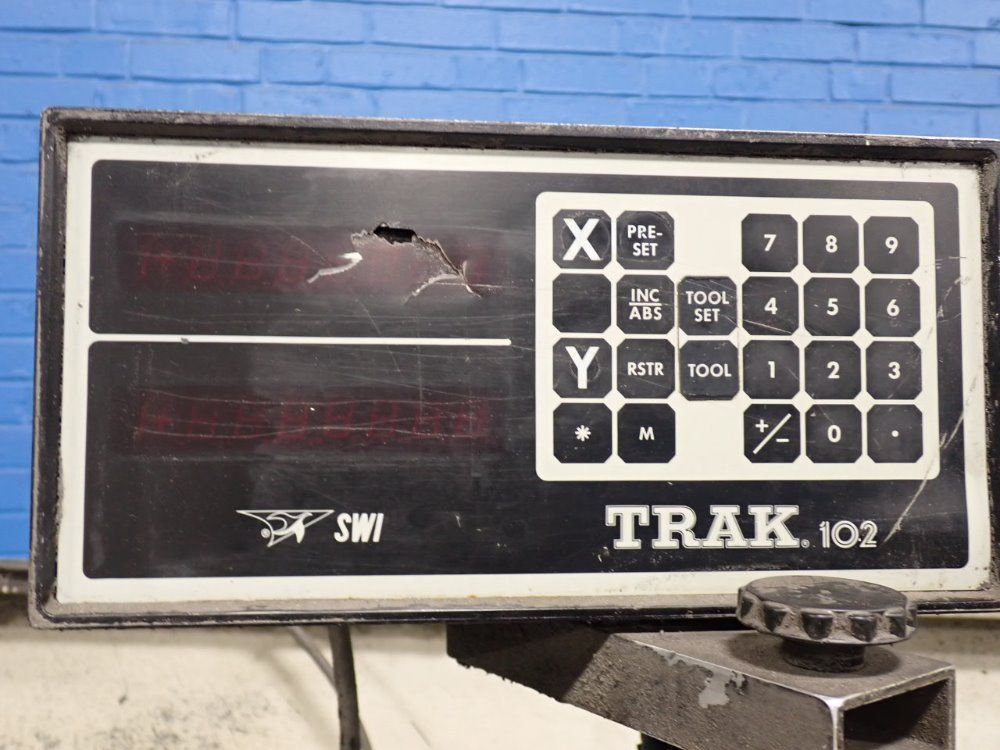 X PRE-SET 7 8 9
INC ABS TOOL SET 4 5 6
Y RSTR TOOL 1 2 3
* M +/- 0 .
® SWI
TRAK® 102